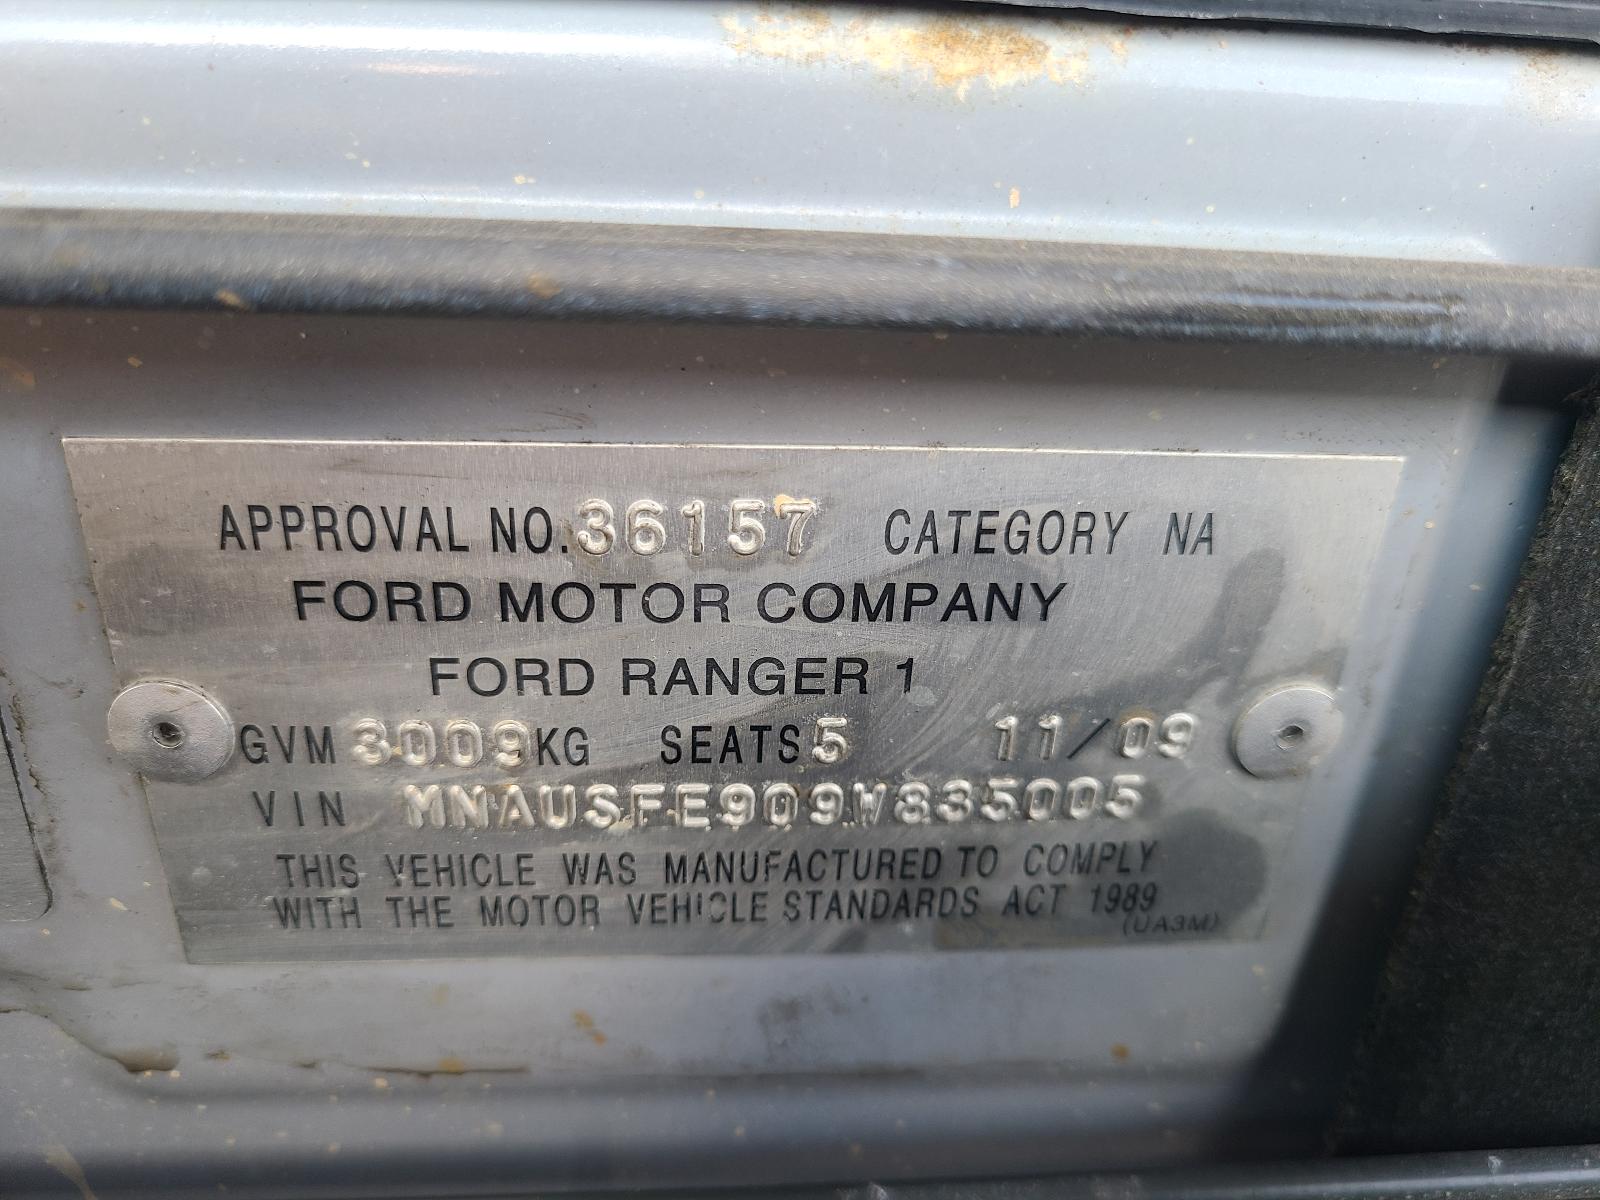 APPROVAL NO. 36157 CATEGORY NA
FORD MOTOR COMPANY
FORD RANGER 1
GVM 3009KG SEATS 5 11/09
VIN MNAUSFE909W835005
THIS VEHICLE WAS MANUFACTURED TO COMPLY
WITH THE MOTOR VEHICLE STANDARDS ACT 1989
(UA3M)